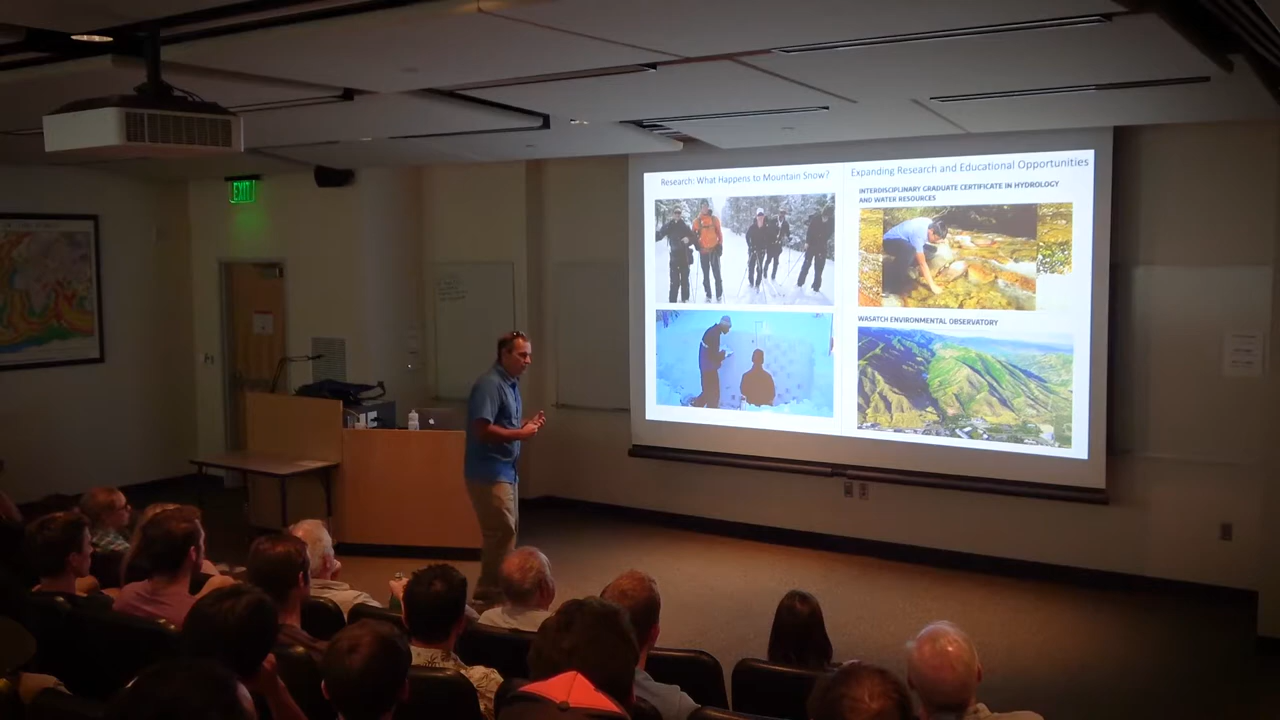 EXIT
Research: What Happens to Mountain Snow?
Expanding Research and Educational Opportunities
INTERDISCIPLINARY GRADUATE CERTIFICATE IN HYDROLOGY
AND WATER RESOURCES
WASATCH ENVIRONMENTAL OBSERVATORY